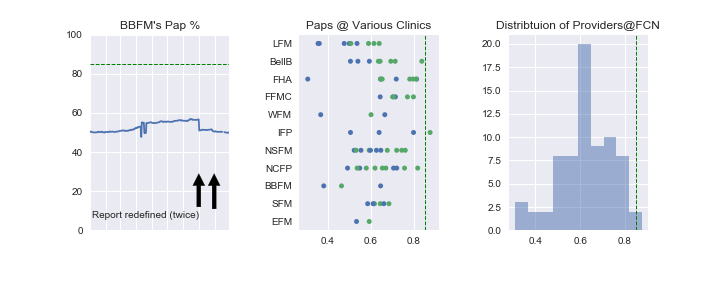 BBFM's Pap %
100
80
60
40
20
0
Report redefined (twice)
Paps @ Various Clinics
LFM
BellB
FHA
FFMC
WFM
IFP
NSFM
NCFP
BBFM
SFM
EFM
0.4 0.6 0.8
Distribtuion of Providers@FCN
20.0
17.5
15.0
12.5
10.0
7.5
5.0
2.5
0.0
0.4 0.6 0.8